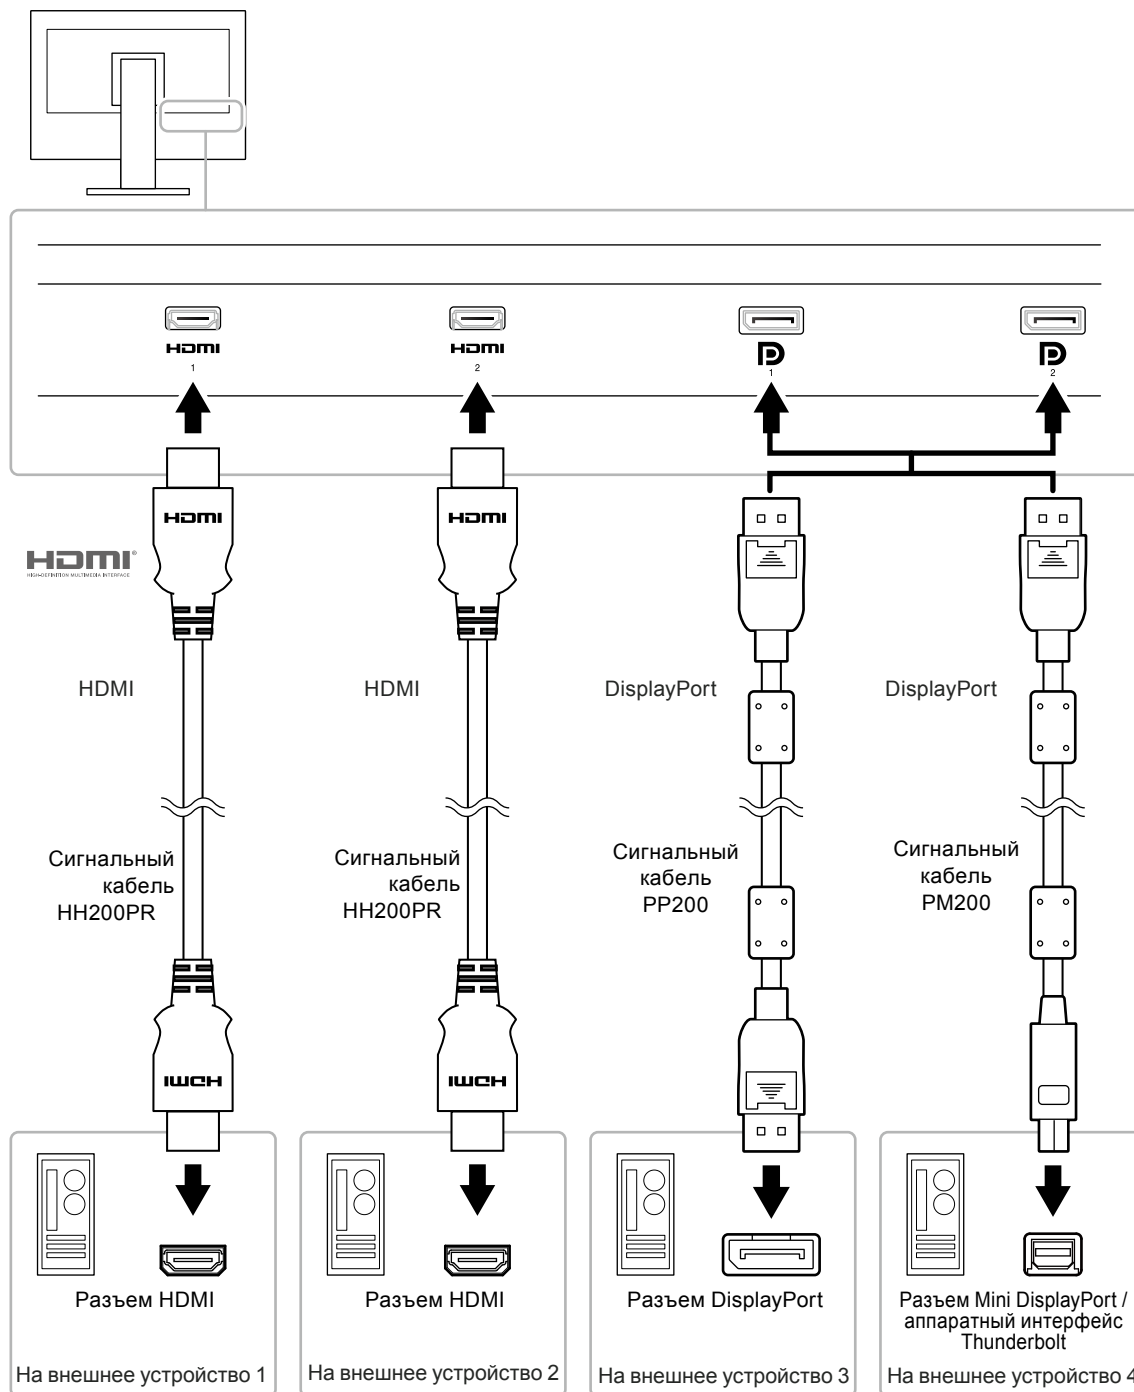 HDMI
HDMI
D
D
1
2
1
2
HDMI
HDMI
HDMI®
HIGH-DEFINITION MULTIMEDIA INTERFACE
HDMI
HDMI
DisplayPort
DisplayPort
Сигнальный
кабель
HH200PR
Сигнальный
кабель
HH200PR
Сигнальный
кабель
PP200
Сигнальный
кабель
PM200
HDMI
HDMI
Разъем HDMI
Разъем HDMI
Разъем DisplayPort
Разъем Mini DisplayPort /
аппаратный интерфейс
Thunderbolt
На внешнее устройство 1
На внешнее устройство 2
На внешнее устройство 3
На внешнее устройство 4